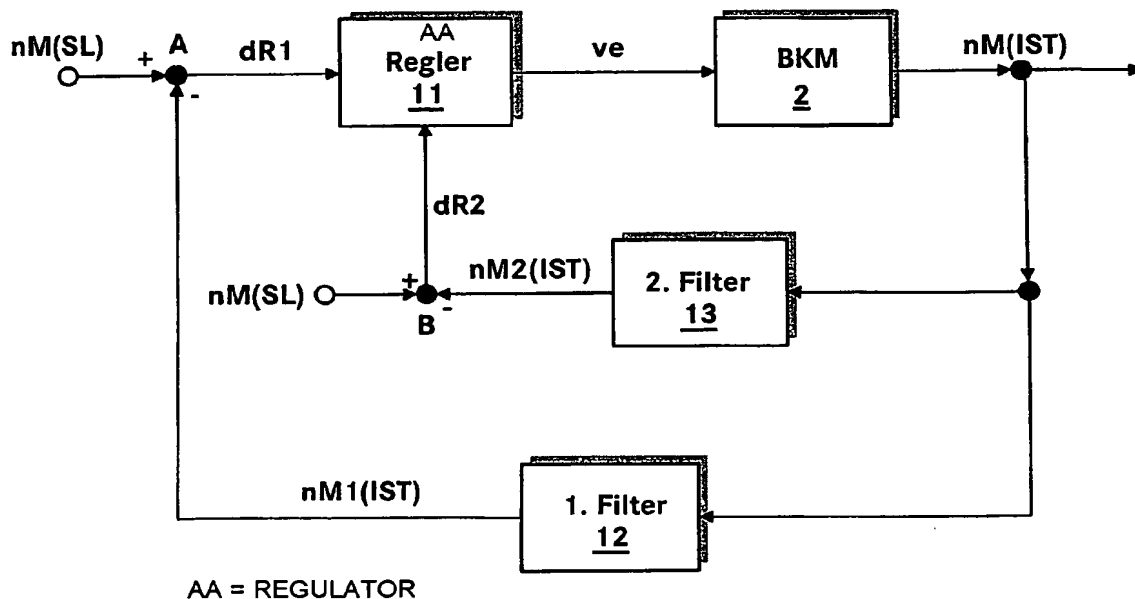 nM(SL)
+
A
-
dR1
AA
Regler
11
ve
BKM
2
nM(IST)
dR2
nM(SL)
+
B
-
nM2(IST)
2. Filter
13
nM1(IST)
1. Filter
12
AA = REGULATOR